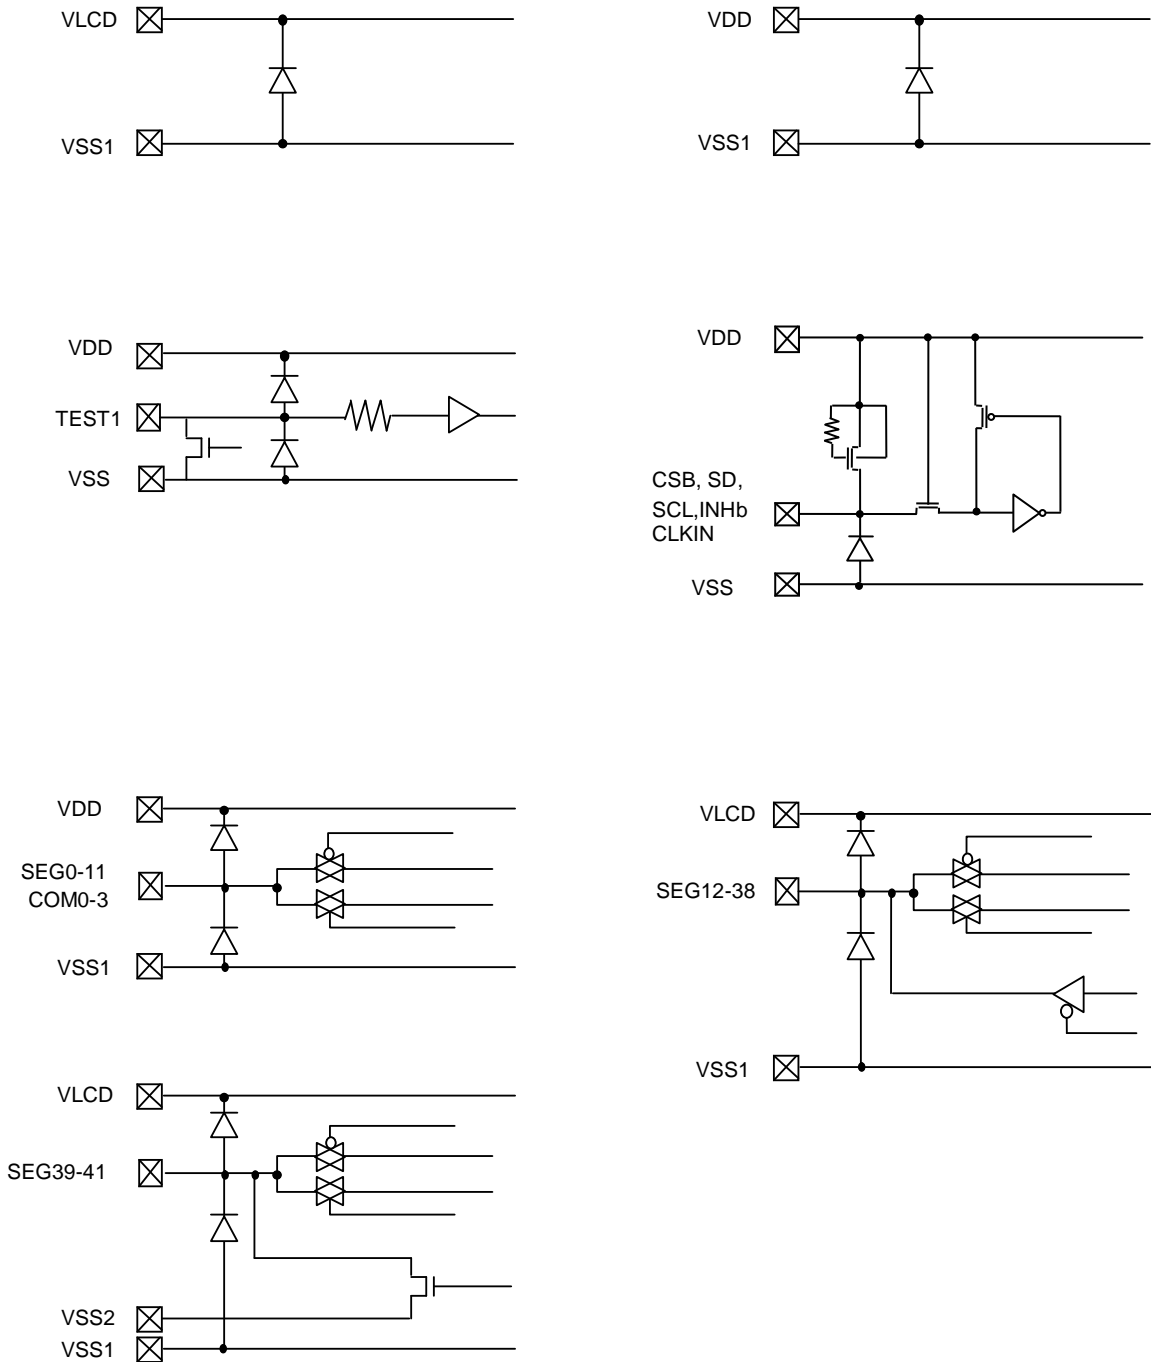 VLCD
VSS1
VDD
VSS1
VDD
TEST1
VSS
VDD
CSB, SD,
SCL,INHb
CLKIN
VSS
VDD
SEG0-11
COM0-3
VSS1
VLCD
SEG12-38
VSS1
VLCD
SEG39-41
VSS2
VSS1